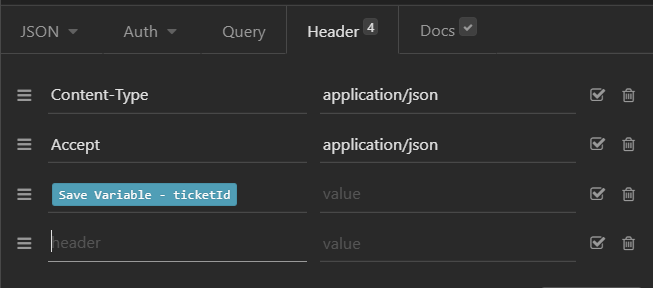 JSON Auth Query Header 4 Docs
Content-Type application/json
Accept application/json
Save Variable - ticketId value
header value